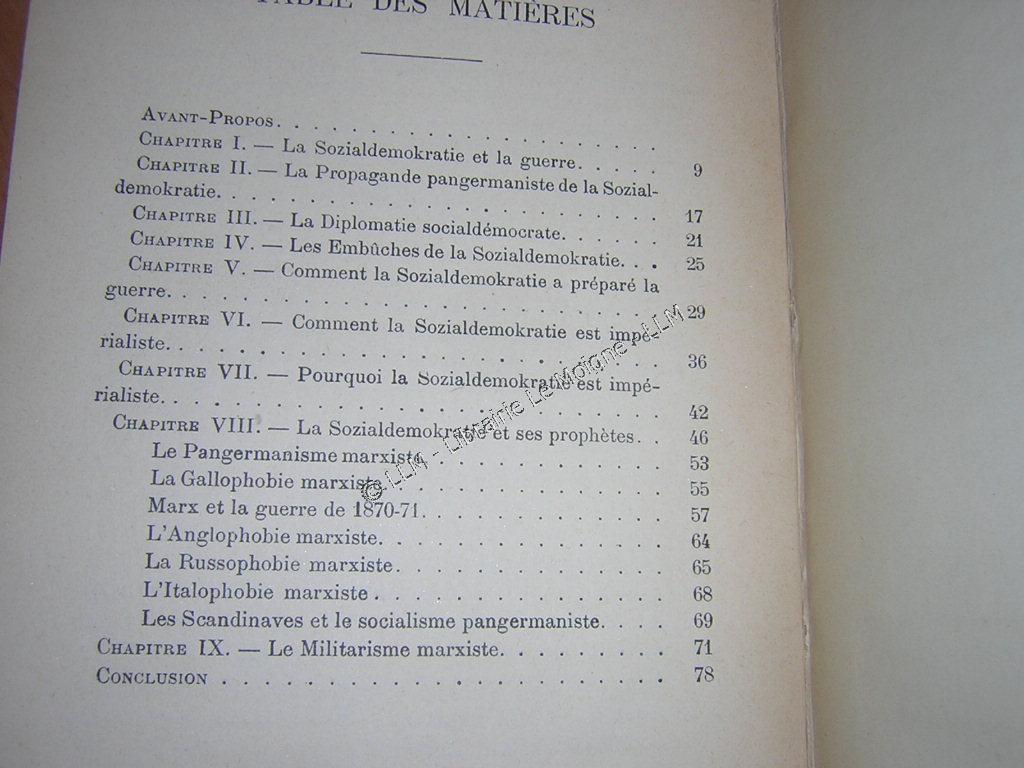 TABLE DES MATIÈRES
AVANT-PROPOS. . . . . . . . . . . . . . . . . .
CHAPITRE I. — La Sozialdemokratie et la guerre. . . . . 9
CHAPITRE II. — La Propagande pangermaniste de la Sozial-
demokratie. . . . . . . . . . . . . . . . . . . . 17
CHAPITRE III. — La Diplomatie socialdémocrate. . . . . . 21
CHAPITRE IV. — Les Embûches de la Sozialdemokratie. . . 25
CHAPITRE V. — Comment la Sozialdemokratie a préparé la
guerre. . . . . . . . . . . . . . . . . . . . . . 29
CHAPITRE VI. — Comment la Sozialdemokratie est impé-
rialiste. . . . . . . . . . . . . . . . . . . . . . 36
CHAPITRE VII. — Pourquoi la Sozialdemokratie est impé-
rialiste. . . . . . . . . . . . . . . . . . . . . . 42
CHAPITRE VIII. — La Sozialdemokratie et ses prophètes. . . 46
Le Pangermanisme marxiste. . . . . . . . . . 53
La Gallophobie marxiste. . . . . . . . . . . . 55
Marx et la guerre de 1870-71. . . . . . . . . . 57
L'Anglophobie marxiste. . . . . . . . . . . . 64
La Russophobie marxiste. . . . . . . . . . . . 65
L'Italophobie marxiste. . . . . . . . . . . . . 68
Les Scandinaves et le socialisme pangermaniste. . . . 69
CHAPITRE IX. — Le Militarisme marxiste. . . . . . . . . 71
CONCLUSION . . . . . . . . . . . . . . . . . . . . 78
© LLM - Librairie Le Moigne - LLM